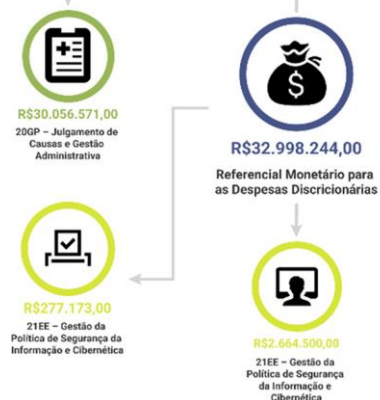 R$30.056.571,00
20GP – Julgamento de
Causas e Gestão
Administrativa
$
R$32.998.244,00
Referencial Monetário para
as Despesas Discricionárias
R$277.173,00
21EE – Gestão da
Política de Segurança da
Informação e Cibernética
R$2.664.500,00
21EE – Gestão da
Política de Segurança
da Informação e
Cibernética